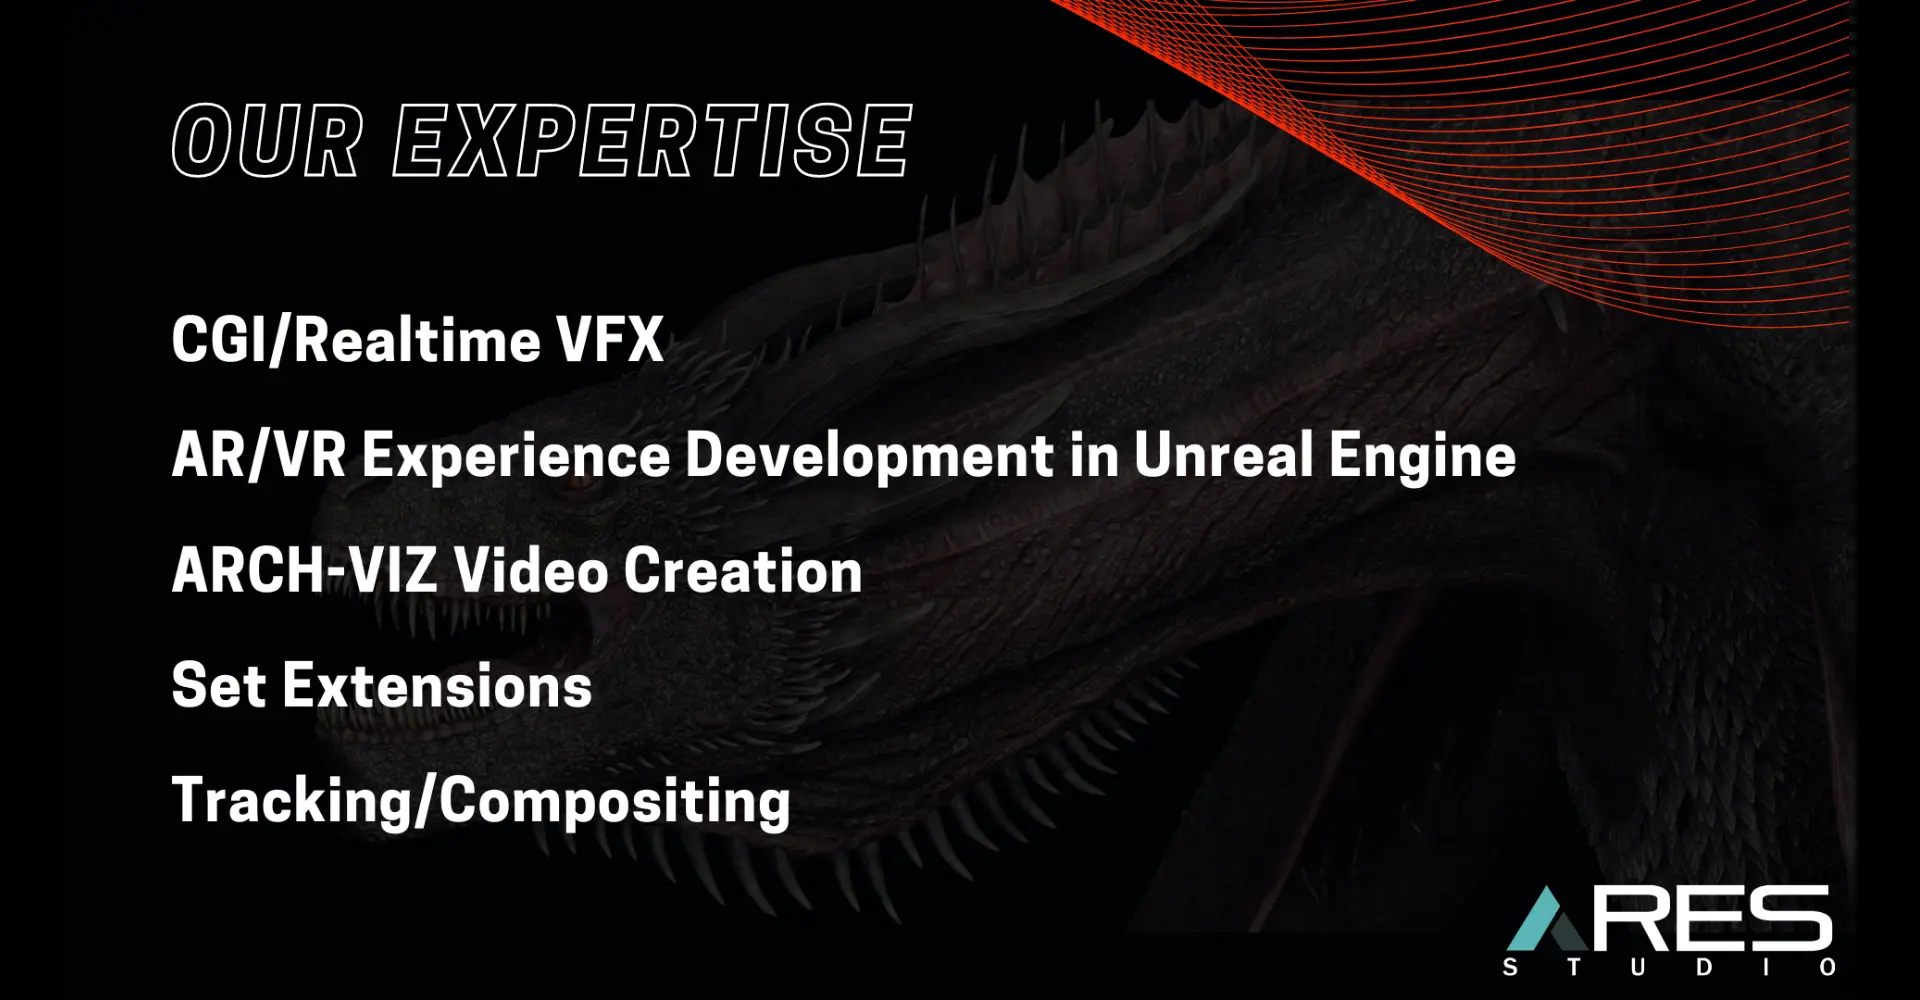 OUR EXPERTISE
CGI/Realtime VFX
AR/VR Experience Development in Unreal Engine
ARCH-VIZ Video Creation
Set Extensions
Tracking/Compositing
ARES
STUDIO